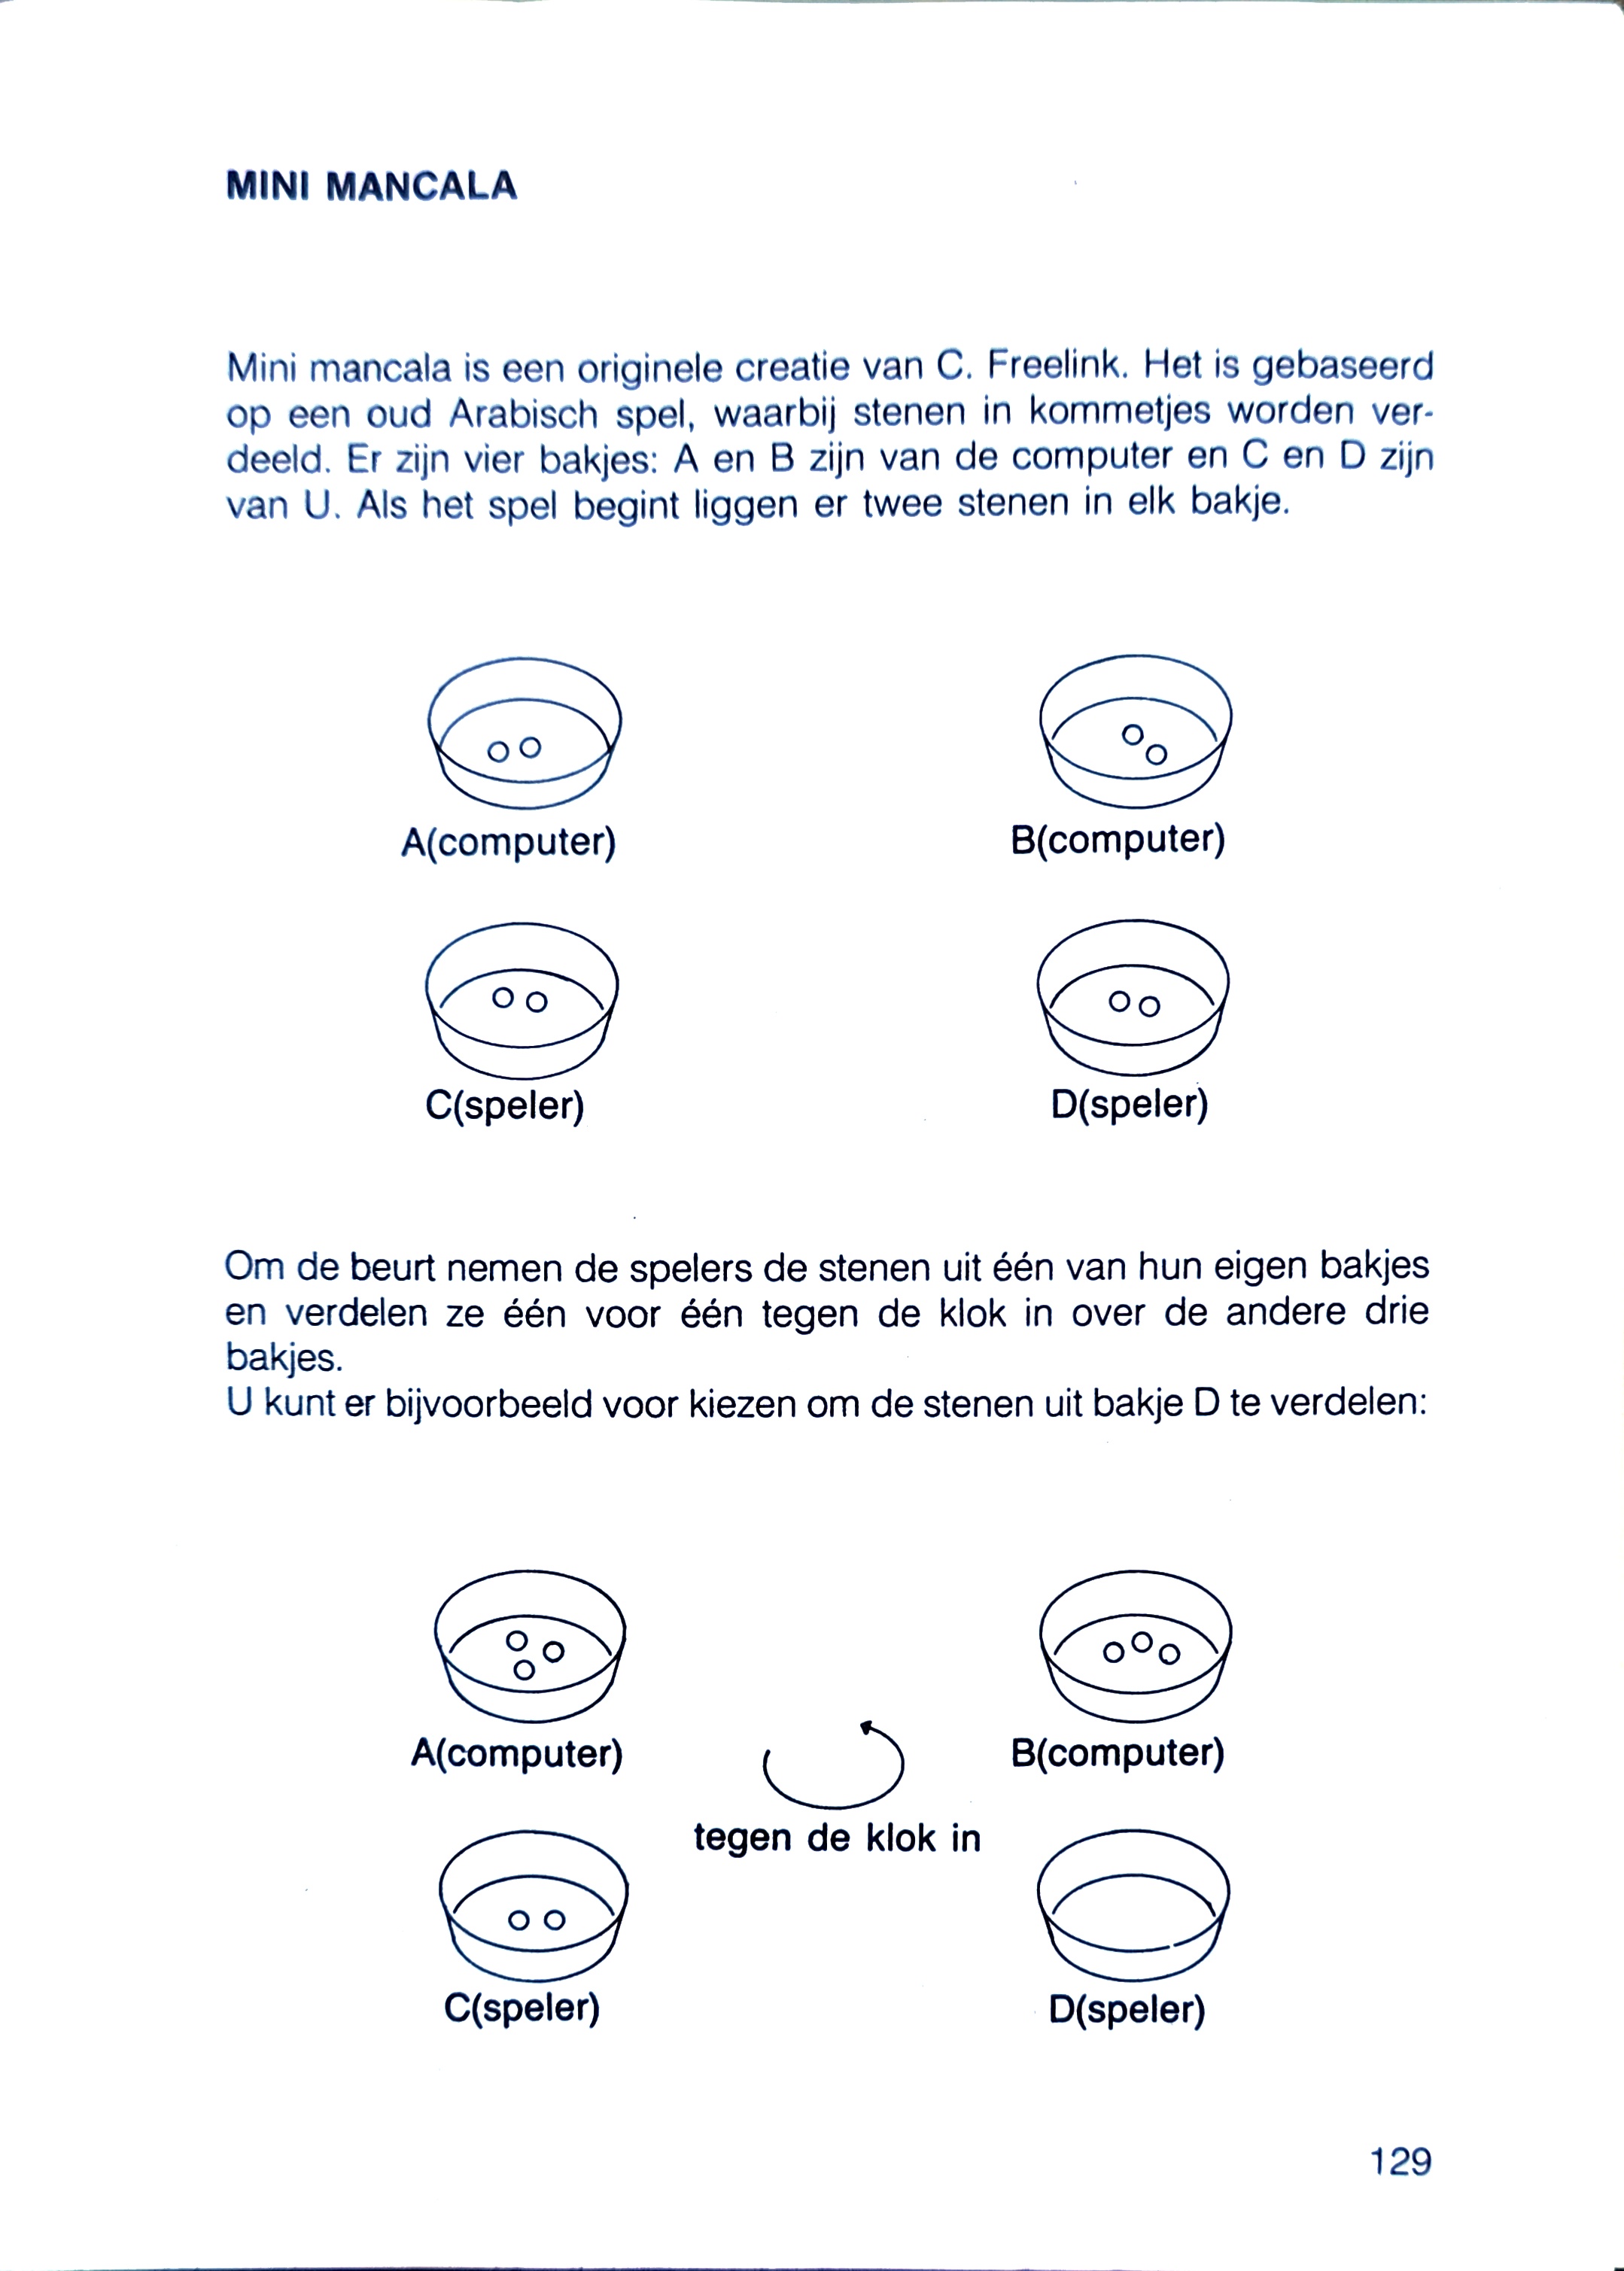 MINI MANCALA
Mini mancala is een originele creatie van C. Freelink. Het is gebaseerd
op een oud Arabisch spel, waarbij stenen in kommetjes worden ver-
deeld. Er zijn vier bakjes: A en B zijn van de computer en C en D zijn
van U. Als het spel begint liggen er twee stenen in elk bakje.
A(computer) B(computer)
C(speler) D(speler)
Om de beurt nemen de spelers de stenen uit één van hun eigen bakjes
en verdelen ze één voor één tegen de klok in over de andere drie
bakjes.
U kunt er bijvoorbeeld voor kiezen om de stenen uit bakje D te verdelen:
A(computer) B(computer)
tegen de klok in
C(speler) D(speler)
129